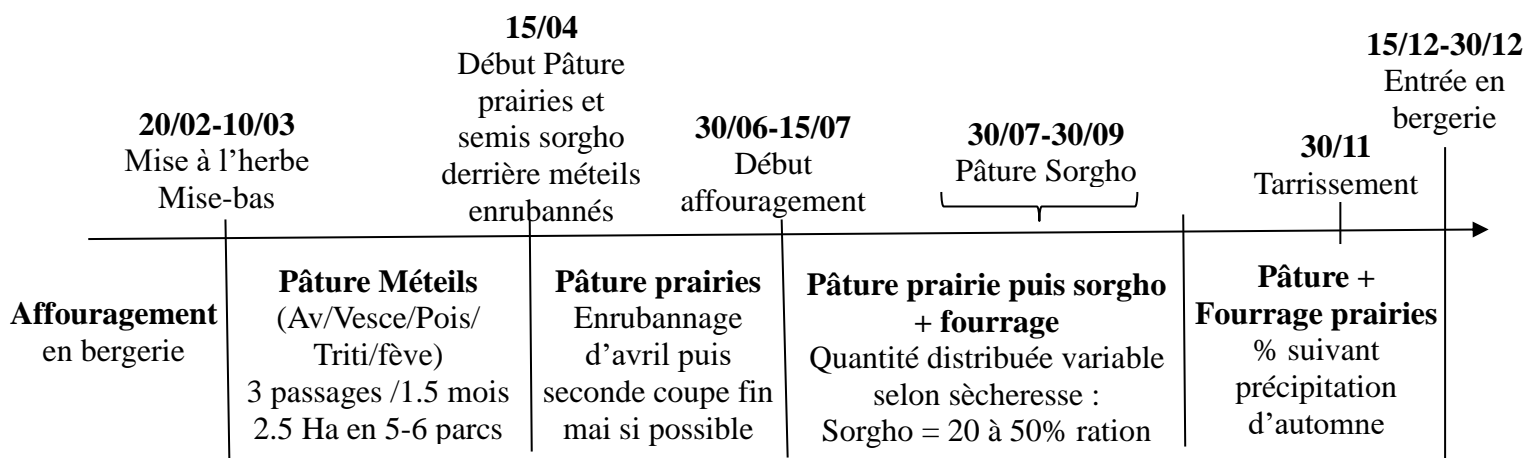 20/02-10/03
Mise à l’herbe
Mise-bas
15/04
Début Pâture
prairies et
semis sorgho
derrière méteils
enrubannés
30/06-15/07
Début
affouragement
30/07-30/09
Pâture Sorgho
30/11
Tarrissement
15/12-30/12
Entrée en
bergerie
Affouragement
en bergerie
Pâture Méteils
(Av/Vesce/Pois/
Triti/fève)
3 passages /1.5 mois
2.5 Ha en 5-6 parcs
Pâture prairies
Enrubannage
d’avril puis
seconde coupe fin
mai si possible
Pâture prairie puis sorgho
+ fourrage
Quantité distribuée variable
selon sècheresse :
Sorgho = 20 à 50% ration
Pâture +
Fourrage prairies
% suivant
précipitation
d’automne